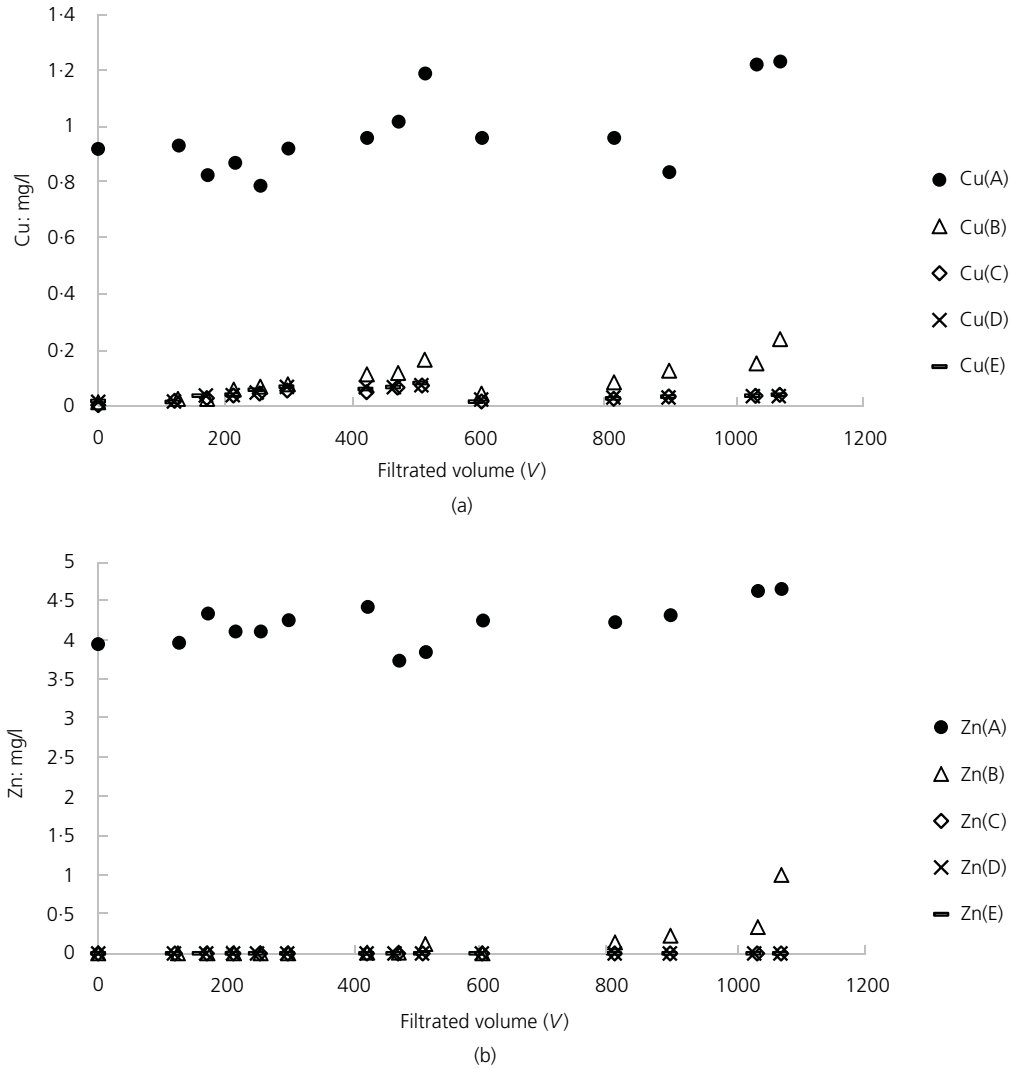 1·4
1·2
1
0·8
0·6
0·4
0·2
0
Cu: mg/l
0 200 400 600 800 1000 1200
Filtrated volume (V)
(a)
Cu(A)
Cu(B)
Cu(C)
Cu(D)
Cu(E)
5
4·5
4
3·5
3
2·5
2
1·5
1
0·5
0
Zn: mg/l
0 200 400 600 800 1000 1200
Filtrated volume (V)
(b)
Zn(A)
Zn(B)
Zn(C)
Zn(D)
Zn(E)